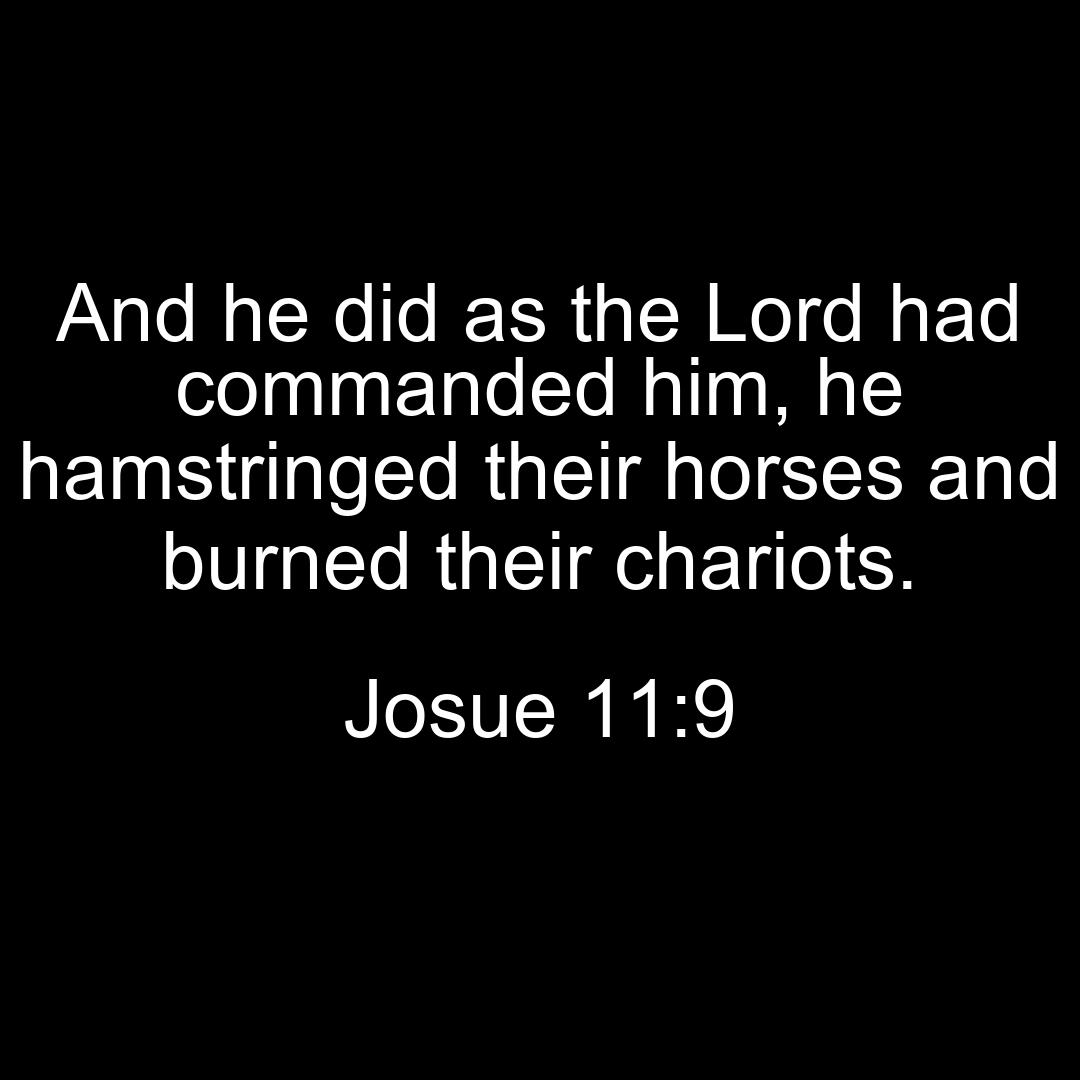 And he did as the Lord had
commanded him, he
hamstringed their horses and
burned their chariots.
Josue 11:9